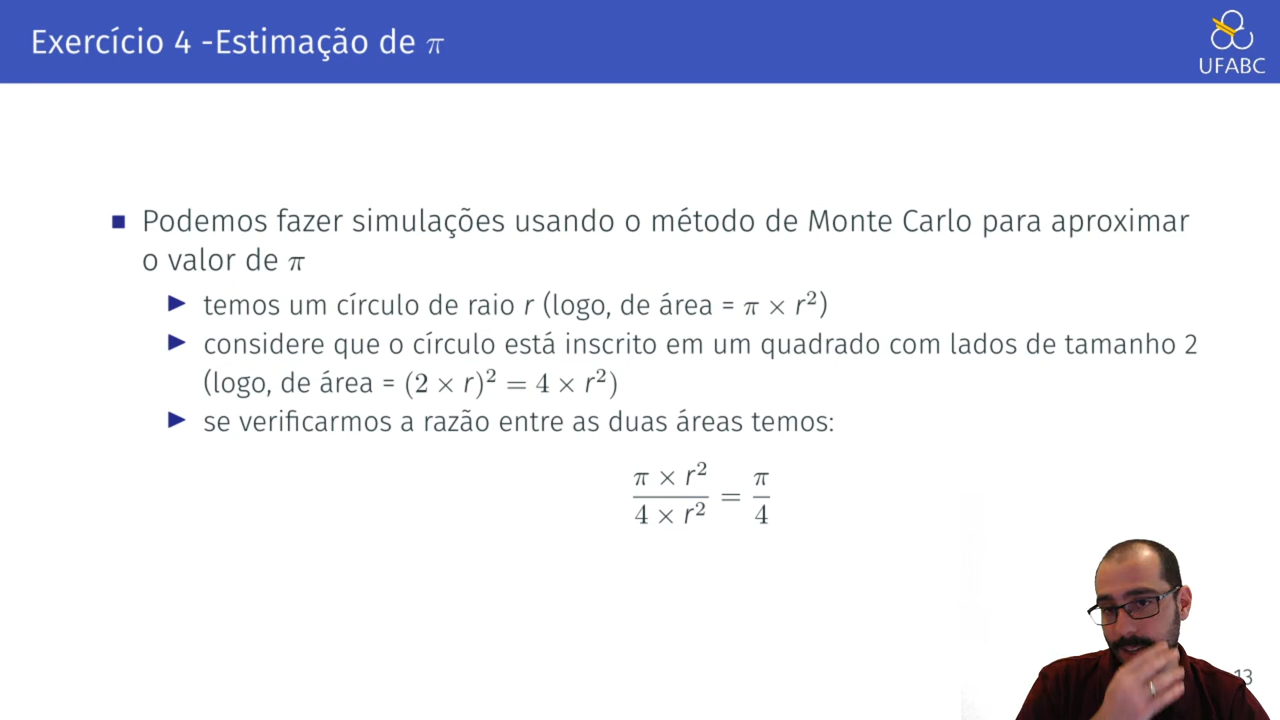 Exercício 4 -Estimação de π
UFABC
■ Podemos fazer simulações usando o método de Monte Carlo para aproximar
o valor de π
▶ temos um círculo de raio r (logo, de área = π × r²)
▶ considere que o círculo está inscrito em um quadrado com lados de tamanho 2
(logo, de área = (2 × r)² = 4 × r²)
▶ se verificarmos a razão entre as duas áreas temos:
π × r² / 4 × r² = π / 4
13